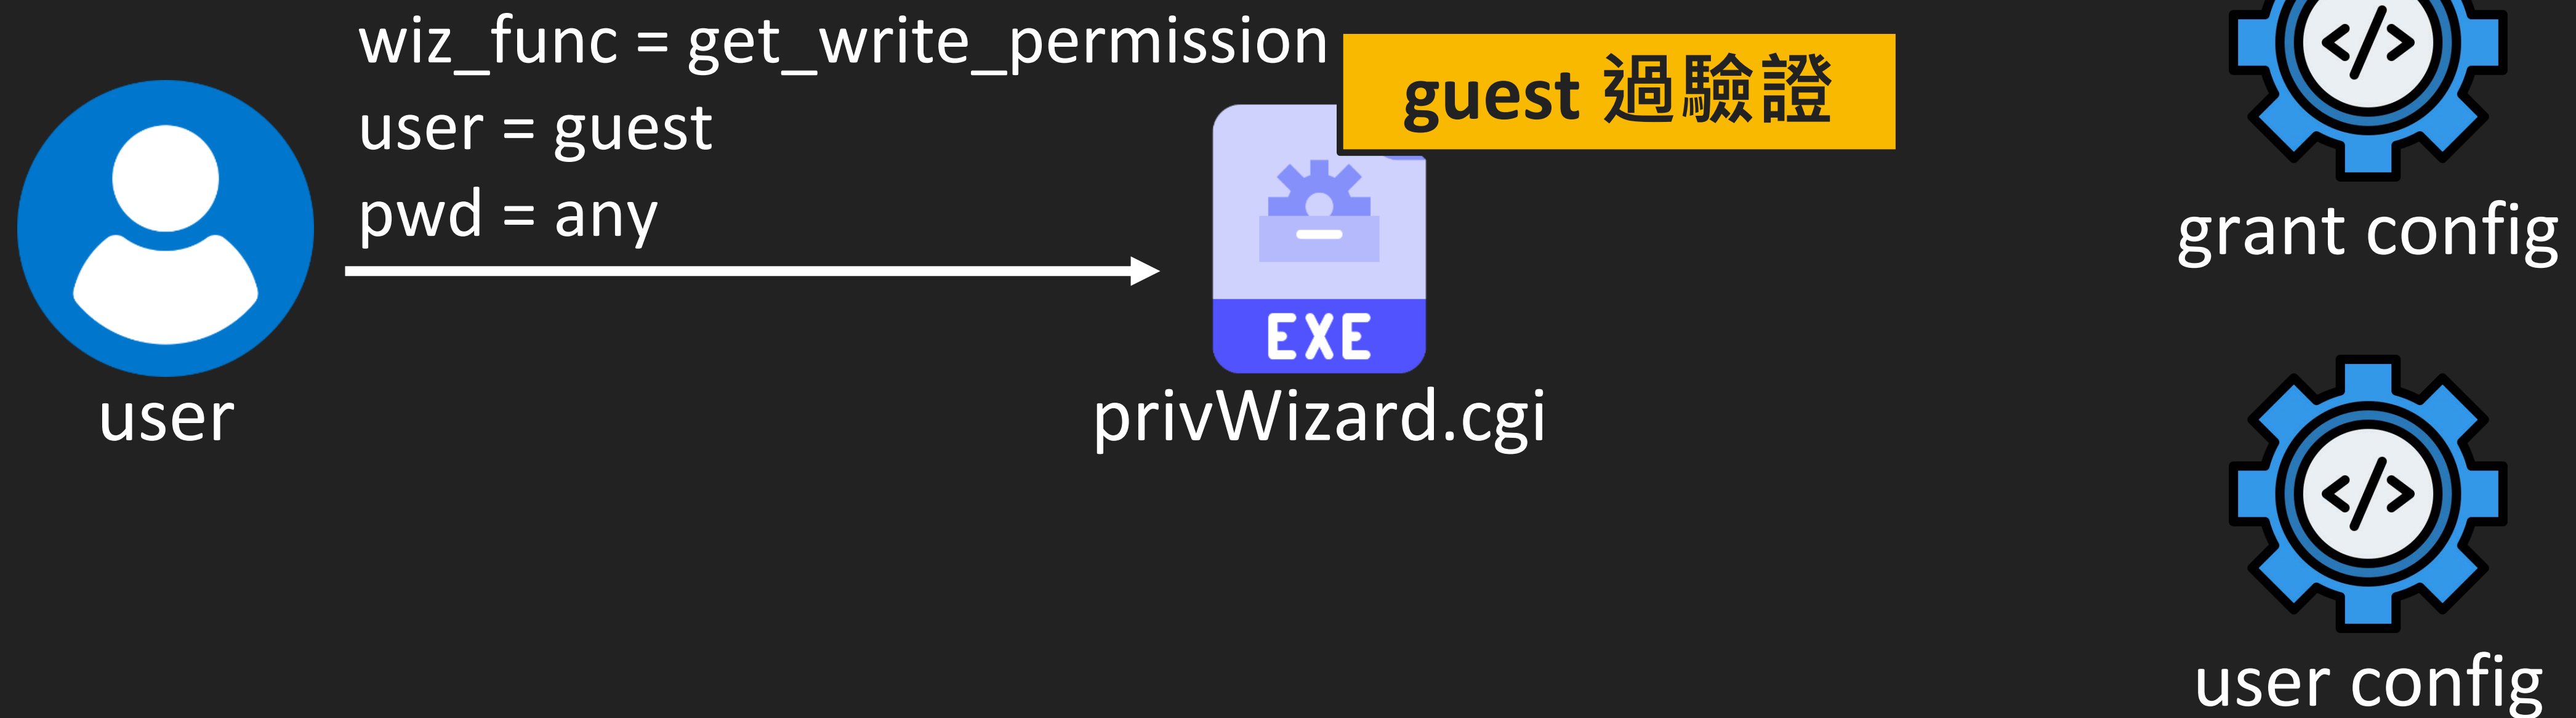 wiz_func = get_write_permission
user = guest
pwd = any
guest 過驗證
</>
grant config
EXE
user
privWizard.cgi
</>
user config